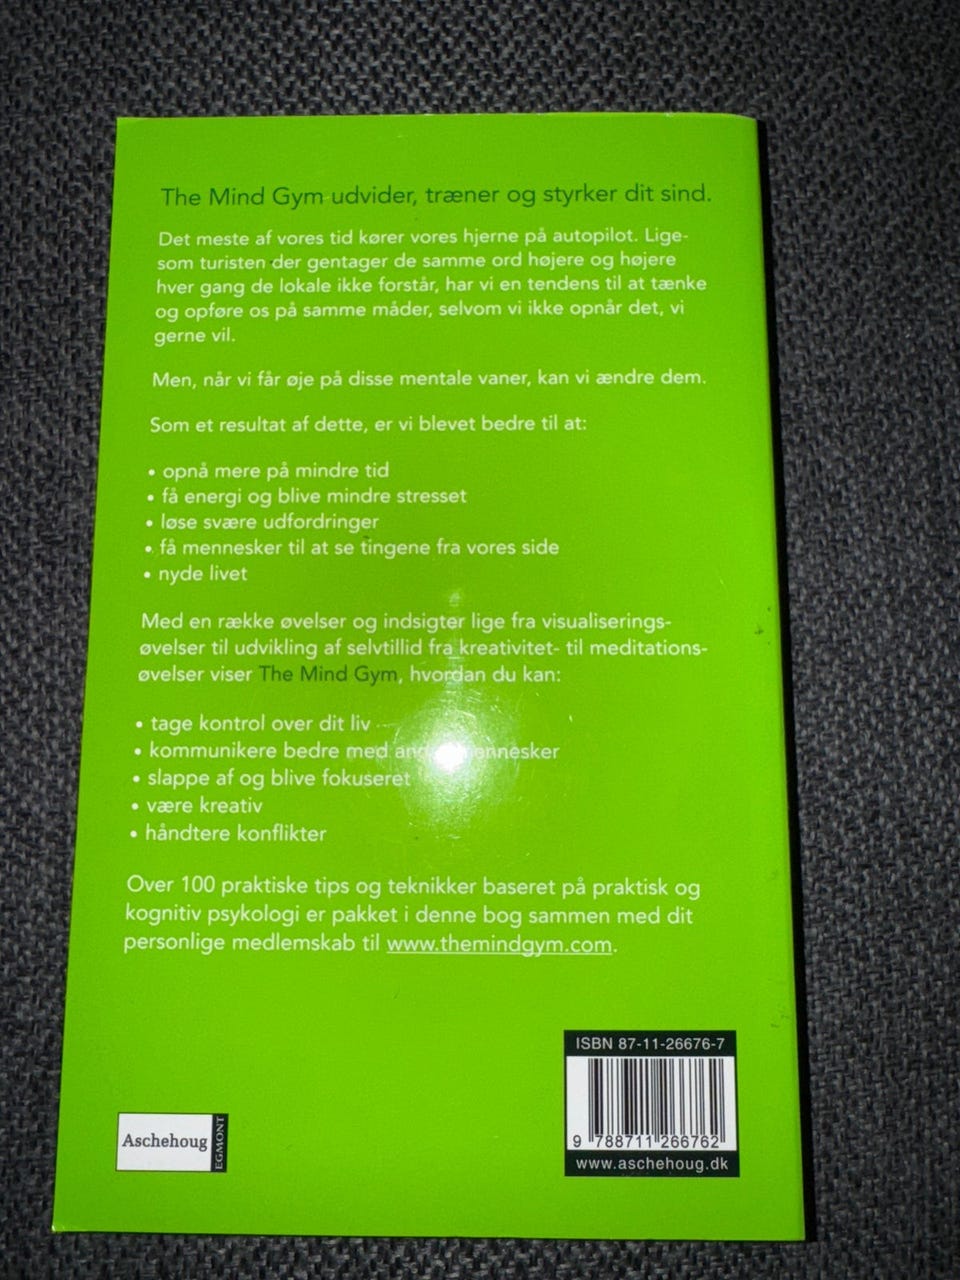 The Mind Gym udvider, træner og styrker dit sind.
Det meste af vores tid kører vores hjerne på autopilot. Lige-
som turisten der gentager de samme ord højere og højere
hver gang de lokale ikke forstår, har vi en tendens til at tænke
og opføre os på samme måder, selvom vi ikke opnår det, vi
gerne vil.
Men, når vi får øje på disse mentale vaner, kan vi ændre dem.
Som et resultat af dette, er vi blevet bedre til at:
• opnå mere på mindre tid
• få energi og blive mindre stresset
• løse svære udfordringer
• få mennesker til at se tingene fra vores side
• nyde livet
Med en række øvelser og indsigter lige fra visualiserings-
øvelser til udvikling af selvtillid fra kreativitet- til meditations-
øvelser viser The Mind Gym, hvordan du kan:
• tage kontrol over dit liv
• kommunikere bedre med andre mennesker
• slappe af og blive fokuseret
• være kreativ
• håndtere konflikter
Over 100 praktiske tips og teknikker baseret på praktisk og
kognitiv psykologi er pakket i denne bog sammen med dit
personlige medlemskab til www.themindgym.com.
ISBN 87-11-26676-7
9 788711 266762
www.aschehoug.dk
Aschehoug
EGMONT